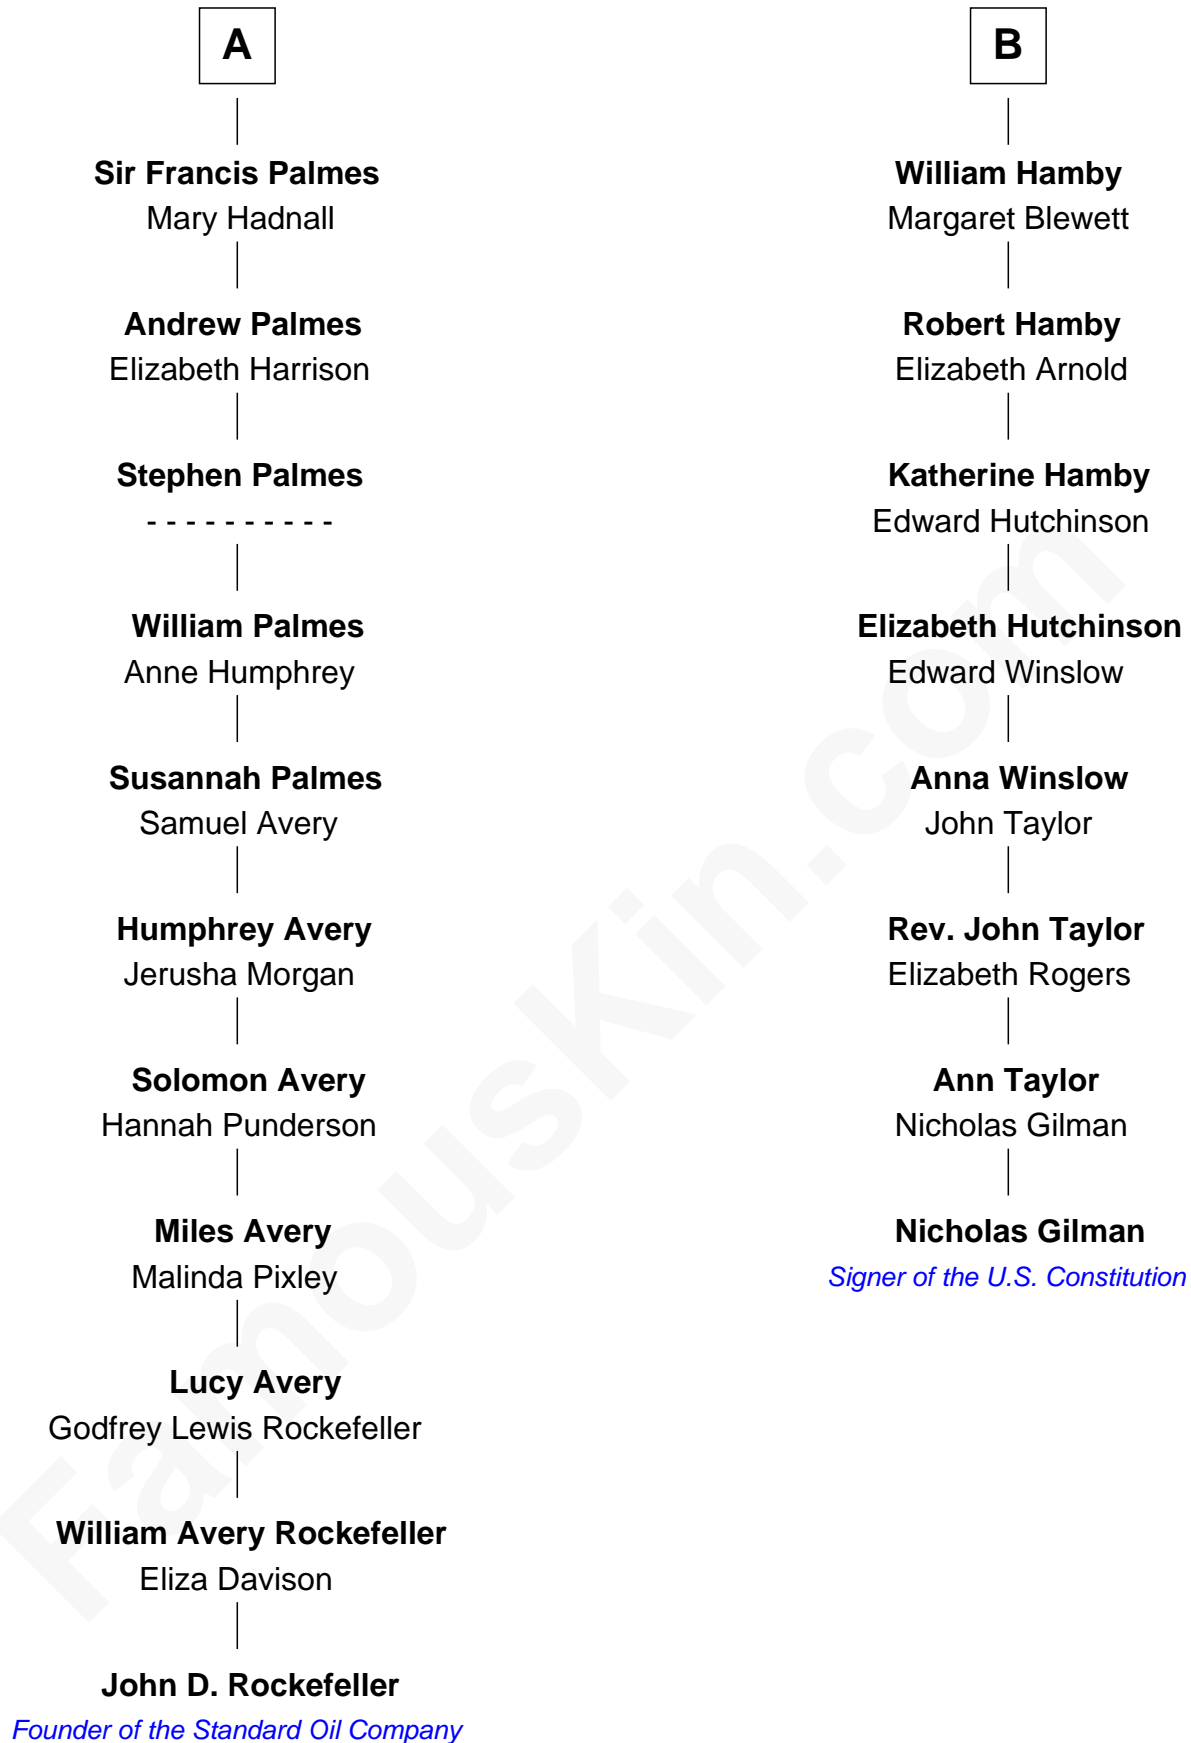 A
Sir Francis Palmes
Mary Hadnall
Andrew Palmes
Elizabeth Harrison
Stephen Palmes
- - - - - - - - - -
William Palmes
Anne Humphrey
Susannah Palmes
Samuel Avery
Humphrey Avery
Jerusha Morgan
Solomon Avery
Hannah Punderson
Miles Avery
Malinda Pixley
Lucy Avery
Godfrey Lewis Rockefeller
William Avery Rockefeller
Eliza Davison
John D. Rockefeller
Founder of the Standard Oil Company
B
William Hamby
Margaret Blewett
Robert Hamby
Elizabeth Arnold
Katherine Hamby
Edward Hutchinson
Elizabeth Hutchinson
Edward Winslow
Anna Winslow
John Taylor
Rev. John Taylor
Elizabeth Rogers
Ann Taylor
Nicholas Gilman
Nicholas Gilman
Signer of the U.S. Constitution
FamousKin.com